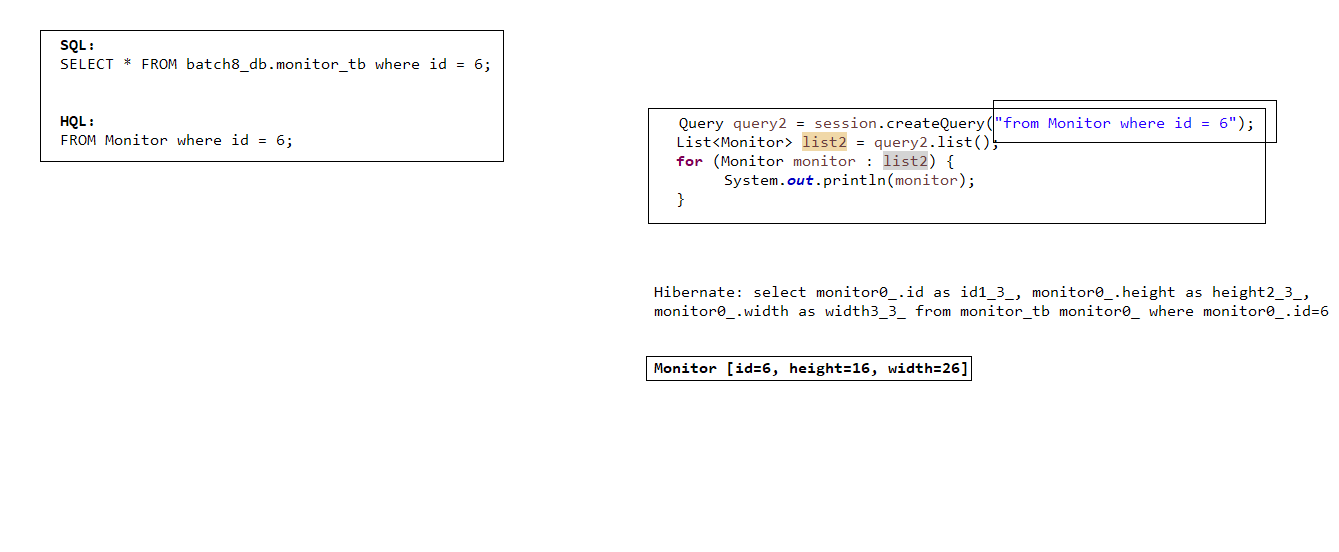 SQL:
SELECT * FROM batch8_db.monitor_tb where id = 6;
HQL:
FROM Monitor where id = 6;
Query query2 = session.createQuery("from Monitor where id = 6");
List<Monitor> list2 = query2.list();
for (Monitor monitor : list2) {
System.out.println(monitor);
}
Hibernate: select monitor0_.id as id1_3_, monitor0_.height as height2_3_,
monitor0_.width as width3_3_ from monitor_tb monitor0_ where monitor0_.id=6
Monitor [id=6, height=16, width=26]